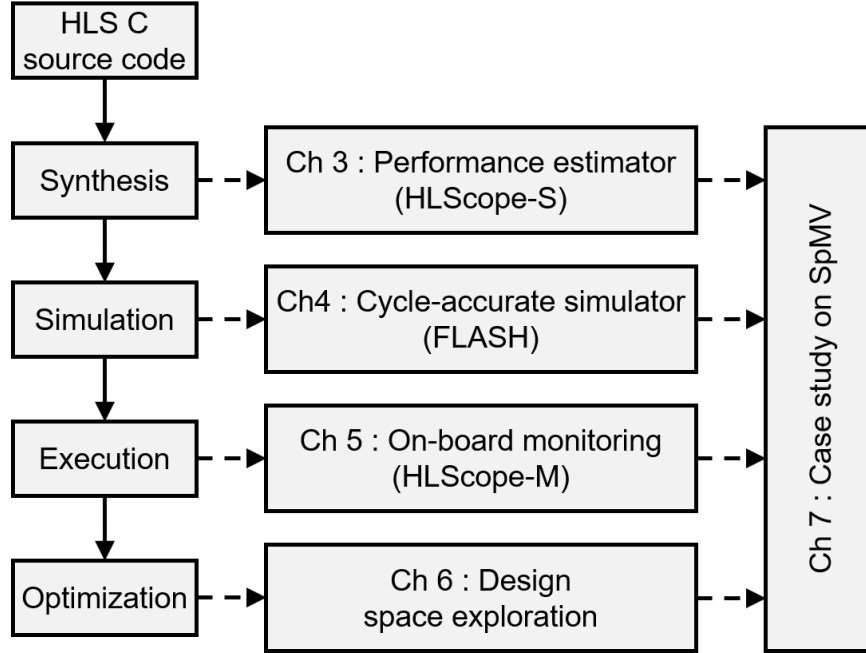 HLS C
source code
Synthesis
Ch 3 : Performance estimator
(HLScope-S)
Simulation
Ch4 : Cycle-accurate simulator
(FLASH)
Execution
Ch 5 : On-board monitoring
(HLScope-M)
Optimization
Ch 6 : Design
space exploration
Ch 7 : Case study on SpMV